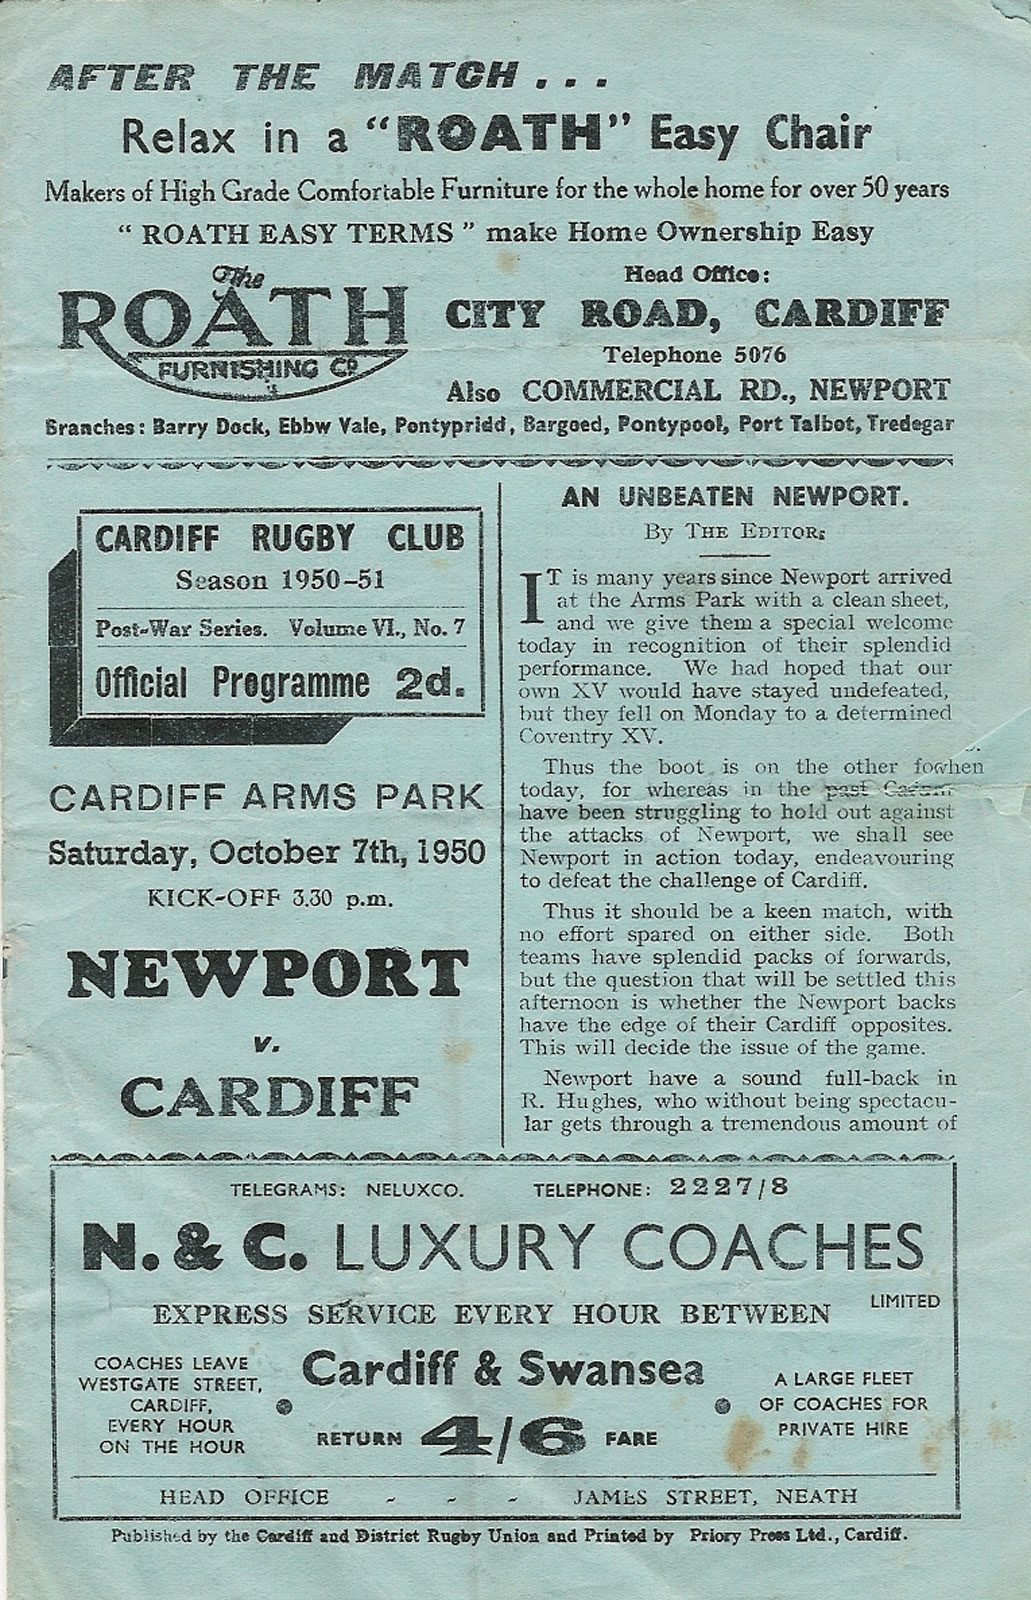 AFTER THE MATCH . . .
Relax in a "ROATH" Easy Chair
Makers of High Grade Comfortable Furniture for the whole home for over 50 years
" ROATH EASY TERMS " make Home Ownership Easy
The
ROATH
FURNISHING Co
Head Office:
CITY ROAD, CARDIFF
Telephone 5076
Also COMMERCIAL RD., NEWPORT
Branches: Barry Dock, Ebbw Vale, Pontypridd, Bargoed, Pontypool, Port Talbot, Tredegar
CARDIFF RUGBY CLUB
Season 1950-51
Post-War Series. Volume VI., No. 7
Official Programme 2d.
CARDIFF ARMS PARK
Saturday, October 7th, 1950
KICK-OFF 3.30 p.m.
NEWPORT
v.
CARDIFF
AN UNBEATEN NEWPORT.
By THE EDITOR:
IT is many years since Newport arrived
at the Arms Park with a clean sheet,
and we give them a special welcome
today in recognition of their splendid
performance. We had hoped that our
own XV would have stayed undefeated,
but they fell on Monday to a determined
Coventry XV.
Thus the boot is on the other
today, for whereas in the past
have been struggling to hold out against
the attacks of Newport, we shall see
Newport in action today, endeavouring
to defeat the challenge of Cardiff.
Thus it should be a keen match, with
no effort spared on either side. Both
teams have splendid packs of forwards,
but the question that will be settled this
afternoon is whether the Newport backs
have the edge of their Cardiff opposites.
This will decide the issue of the game.
Newport have a sound full-back in
R. Hughes, who without being spectacu-
lar gets through a tremendous amount of
TELEGRAMS: NELUXCO. TELEPHONE: 2227/8
N. & C. LUXURY COACHES
LIMITED
EXPRESS SERVICE EVERY HOUR BETWEEN
COACHES LEAVE
WESTGATE STREET,
CARDIFF,
EVERY HOUR
ON THE HOUR
Cardiff & Swansea
RETURN 4/6 FARE
A LARGE FLEET
OF COACHES FOR
PRIVATE HIRE
HEAD OFFICE - - - JAMES STREET, NEATH
Published by the Cardiff and District Rugby Union and Printed by Priory Press Ltd., Cardiff.